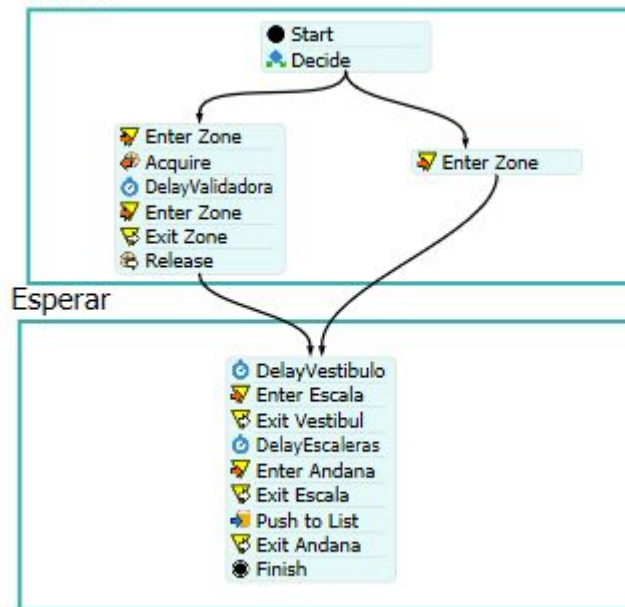 Start
Decide
Enter Zone
Acquire
DelayValidadora
Enter Zone
Exit Zone
Release
Enter Zone
Esperar
DelayVestibulo
Enter Escala
Exit Vestibul
DelayEscaleras
Enter Andana
Exit Escala
Push to List
Exit Andana
Finish